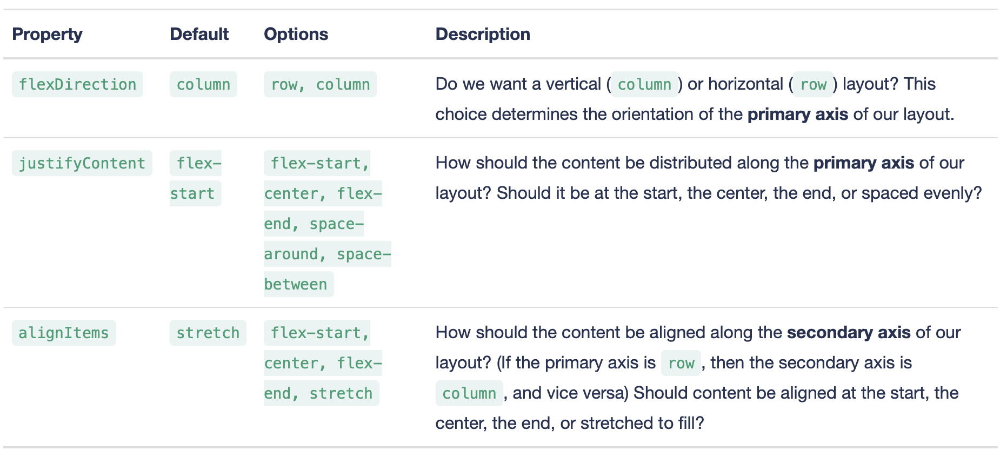 Property Default Options Description
flexDirection column row, column Do we want a vertical ( column ) or horizontal ( row ) layout? This
choice determines the orientation of the primary axis of our layout.
justifyContent flex- flex-start, How should the content be distributed along the primary axis of our
start center, flex- layout? Should it be at the start, the center, the end, or spaced evenly?
end, space-
around, space-
between
alignItems stretch flex-start, How should the content be aligned along the secondary axis of our
center, flex- layout? (If the primary axis is row , then the secondary axis is
end, stretch column , and vice versa) Should content be aligned at the start, the
center, the end, or stretched to fill?